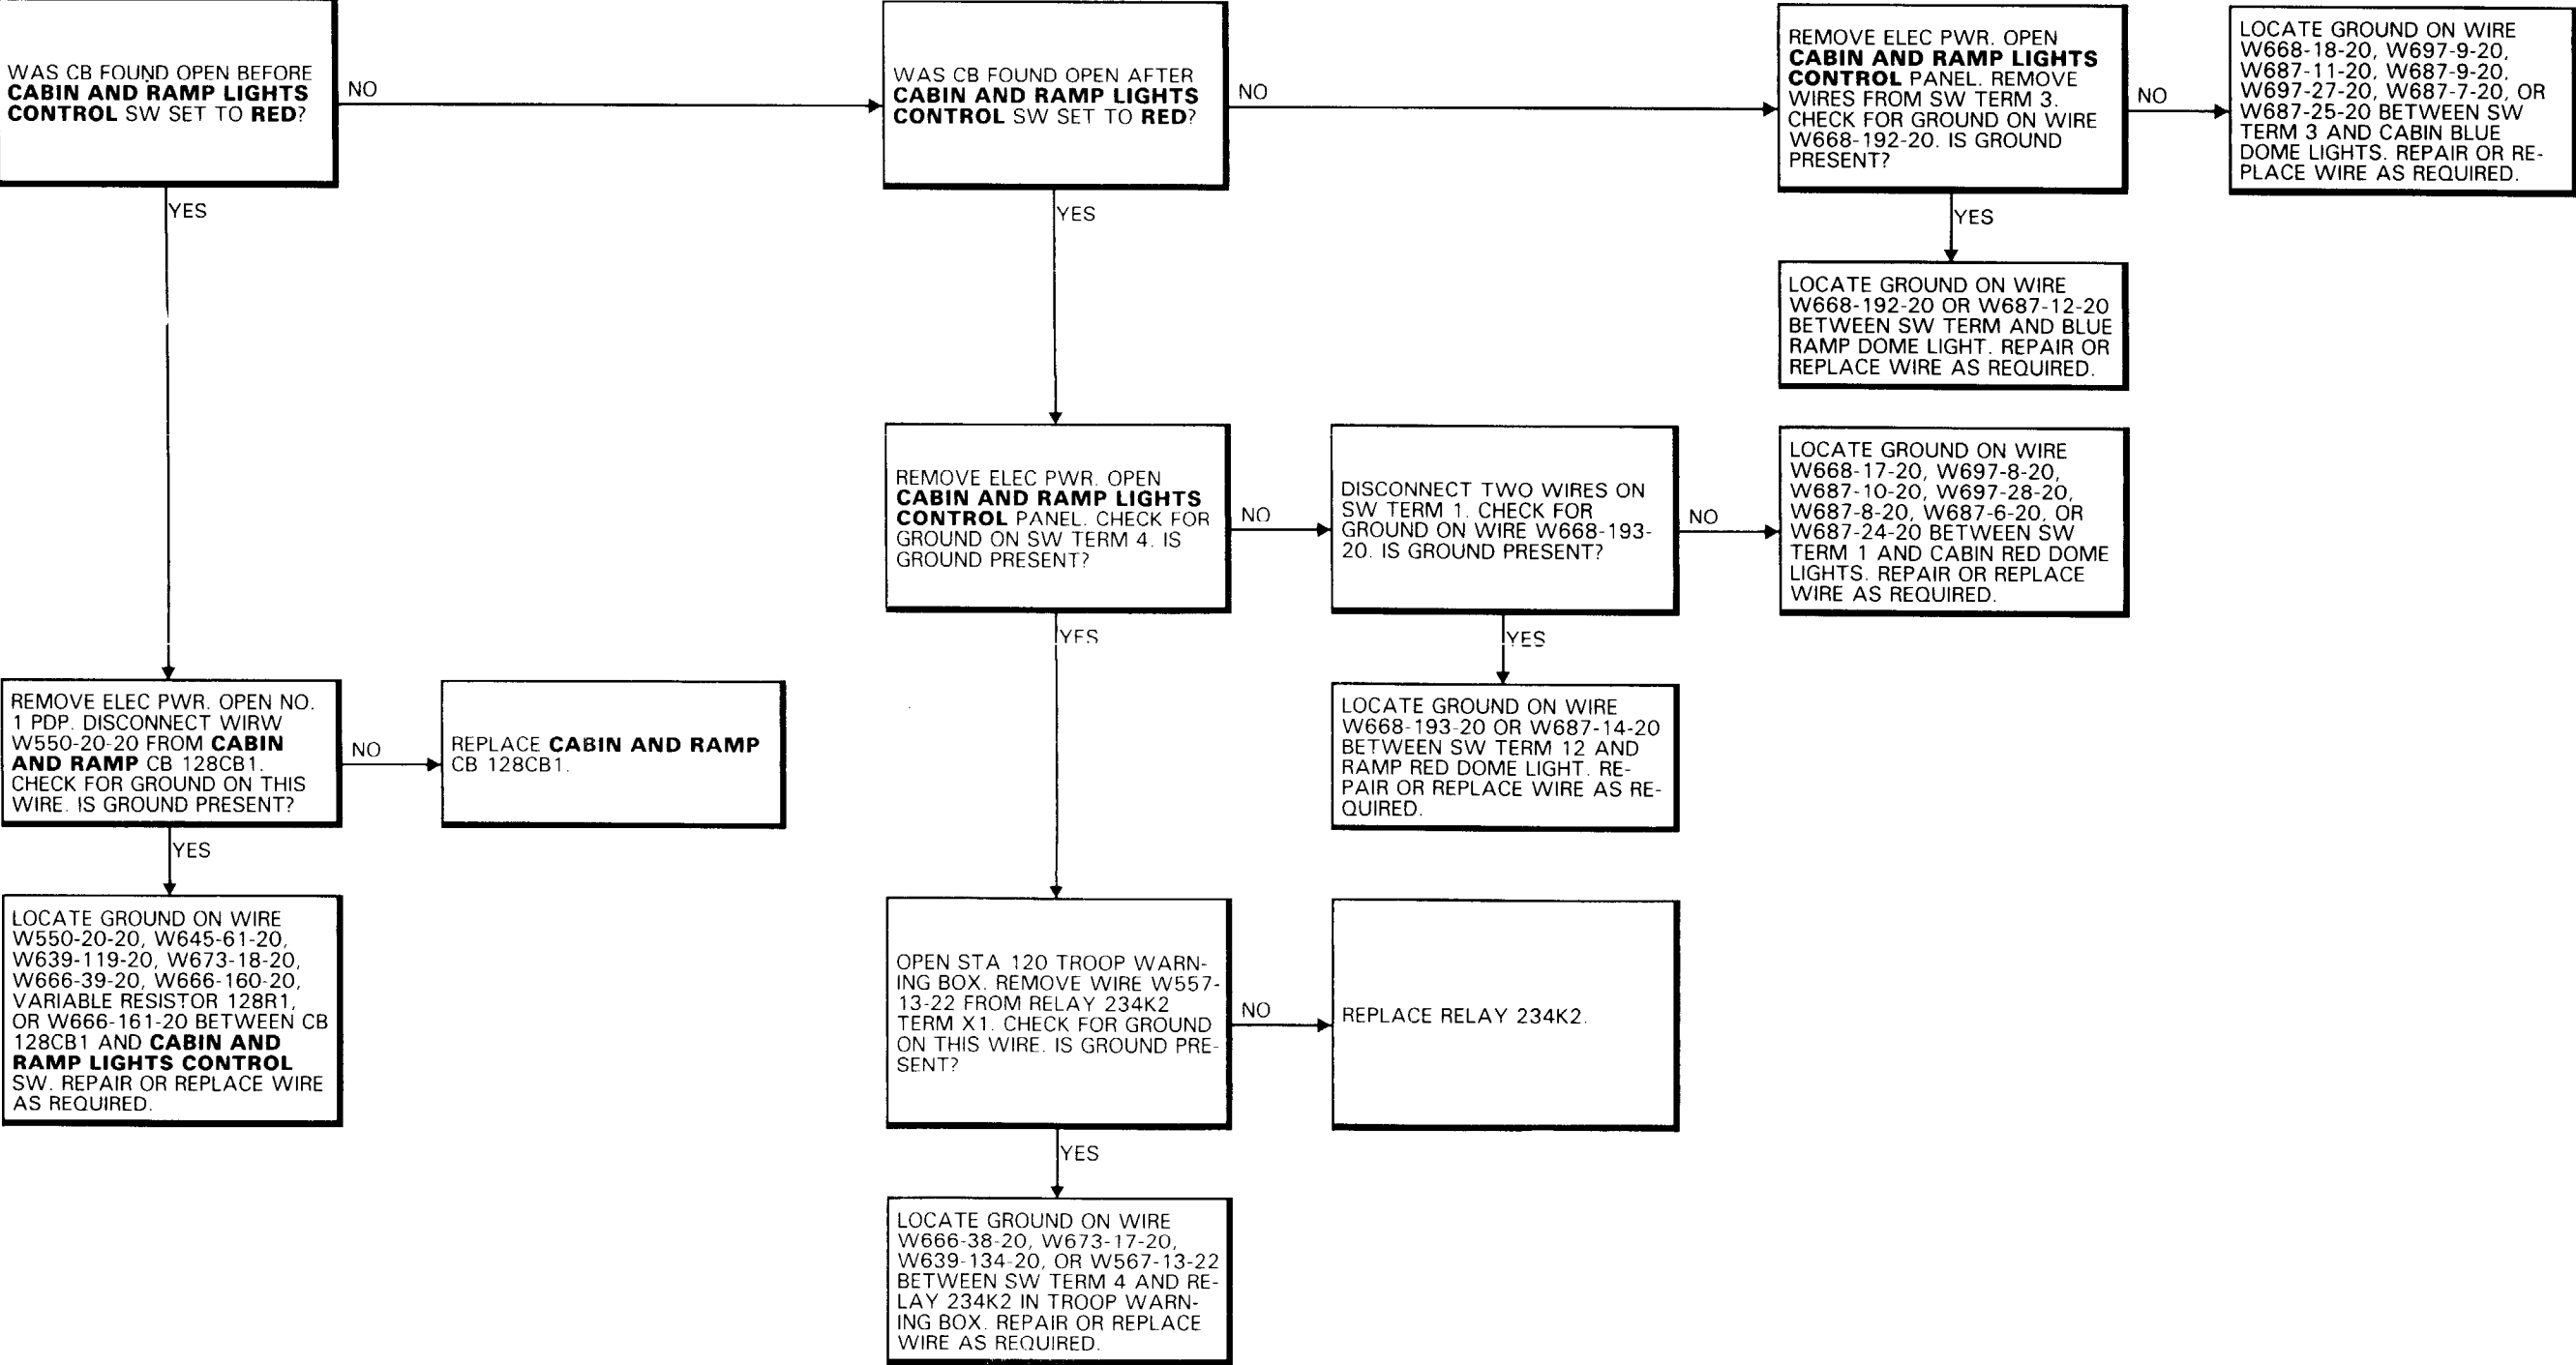 WAS CB FOUND OPEN BEFORE
CABIN AND RAMP LIGHTS
CONTROL SW SET TO RED?
NO
YES
WAS CB FOUND OPEN AFTER
CABIN AND RAMP LIGHTS
CONTROL SW SET TO RED?
NO
YES
REMOVE ELEC PWR. OPEN
CABIN AND RAMP LIGHTS
CONTROL PANEL. REMOVE
WIRES FROM SW TERM 3.
CHECK FOR GROUND ON WIRE
W668-192-20. IS GROUND
PRESENT?
NO
YES
LOCATE GROUND ON WIRE
W668-18-20, W697-9-20,
W687-11-20, W687-9-20,
W697-27-20, W687-7-20, OR
W687-25-20 BETWEEN SW
TERM 3 AND CABIN BLUE
DOME LIGHTS. REPAIR OR RE-
PLACE WIRE AS REQUIRED.
LOCATE GROUND ON WIRE
W668-192-20 OR W687-12-20
BETWEEN SW TERM AND BLUE
RAMP DOME LIGHT. REPAIR OR
REPLACE WIRE AS REQUIRED.
REMOVE ELEC PWR. OPEN
CABIN AND RAMP LIGHTS
CONTROL PANEL. CHECK FOR
GROUND ON SW TERM 4. IS
GROUND PRESENT?
NO
YES
DISCONNECT TWO WIRES ON
SW TERM 1. CHECK FOR
GROUND ON WIRE W668-193-
20. IS GROUND PRESENT?
NO
YES
LOCATE GROUND ON WIRE
W668-17-20, W697-8-20,
W687-10-20, W697-28-20,
W687-8-20, W687-6-20, OR
W687-24-20 BETWEEN SW
TERM 1 AND CABIN RED DOME
LIGHTS. REPAIR OR REPLACE
WIRE AS REQUIRED.
REMOVE ELEC PWR. OPEN NO.
1 PDP. DISCONNECT WIRW
W550-20-20 FROM CABIN
AND RAMP CB 128CB1.
CHECK FOR GROUND ON THIS
WIRE. IS GROUND PRESENT?
NO
YES
REPLACE CABIN AND RAMP
CB 128CB1.
LOCATE GROUND ON WIRE
W668-193-20 OR W687-14-20
BETWEEN SW TERM 12 AND
RAMP RED DOME LIGHT. RE-
PAIR OR REPLACE WIRE AS RE-
QUIRED.
LOCATE GROUND ON WIRE
W550-20-20, W645-61-20,
W639-119-20, W673-18-20,
W666-39-20, W666-160-20,
VARIABLE RESISTOR 128R1,
OR W666-161-20 BETWEEN CB
128CB1 AND CABIN AND
RAMP LIGHTS CONTROL
SW. REPAIR OR REPLACE WIRE
AS REQUIRED.
OPEN STA 120 TROOP WARN-
ING BOX. REMOVE WIRE W557-
13-22 FROM RELAY 234K2
TERM X1. CHECK FOR GROUND
ON THIS WIRE. IS GROUND PRE-
SENT?
NO
YES
REPLACE RELAY 234K2.
LOCATE GROUND ON WIRE
W666-38-20, W673-17-20,
W639-134-20, OR W567-13-22
BETWEEN SW TERM 4 AND RE-
LAY 234K2 IN TROOP WARN-
ING BOX. REPAIR OR REPLACE
WIRE AS REQUIRED.